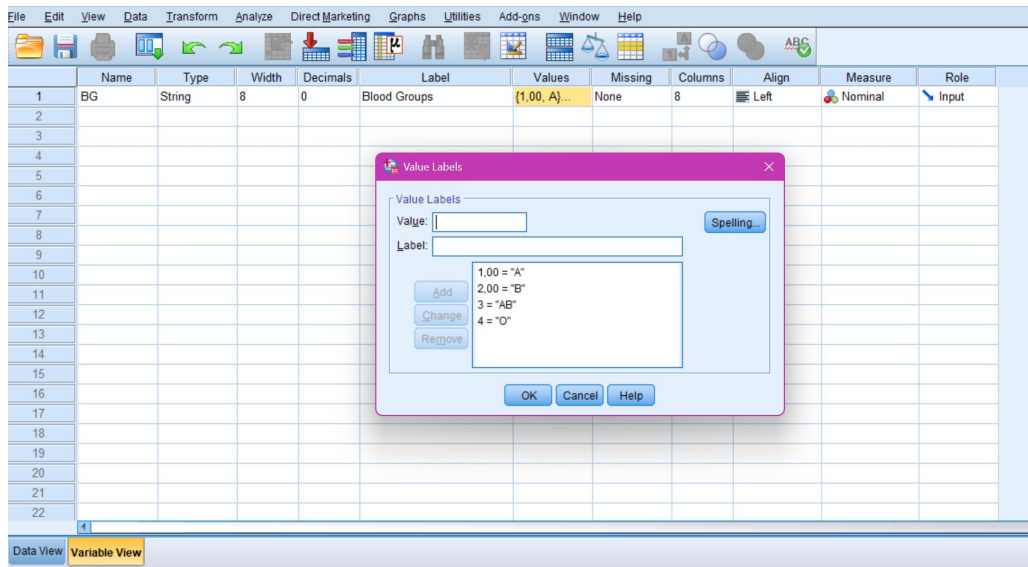 File Edit View Data Transform Analyze Direct Marketing Graphs Utilities Add-ons Window Help
Name Type Width Decimals Label Values Missing Columns Align Measure Role
1 BG String 8 0 Blood Groups {1,00, A}... None 8 Left Nominal Input
2
3
4
5
6
7
8
9
10
11
12
13
14
15
16
17
18
19
20
21
22
Value Labels
Value Labels
Value:
Spelling...
Label:
1,00 = "A"
Add
2,00 = "B"
3 = "AB"
Change
4 = "O"
Remove
OK Cancel Help
Data View Variable View